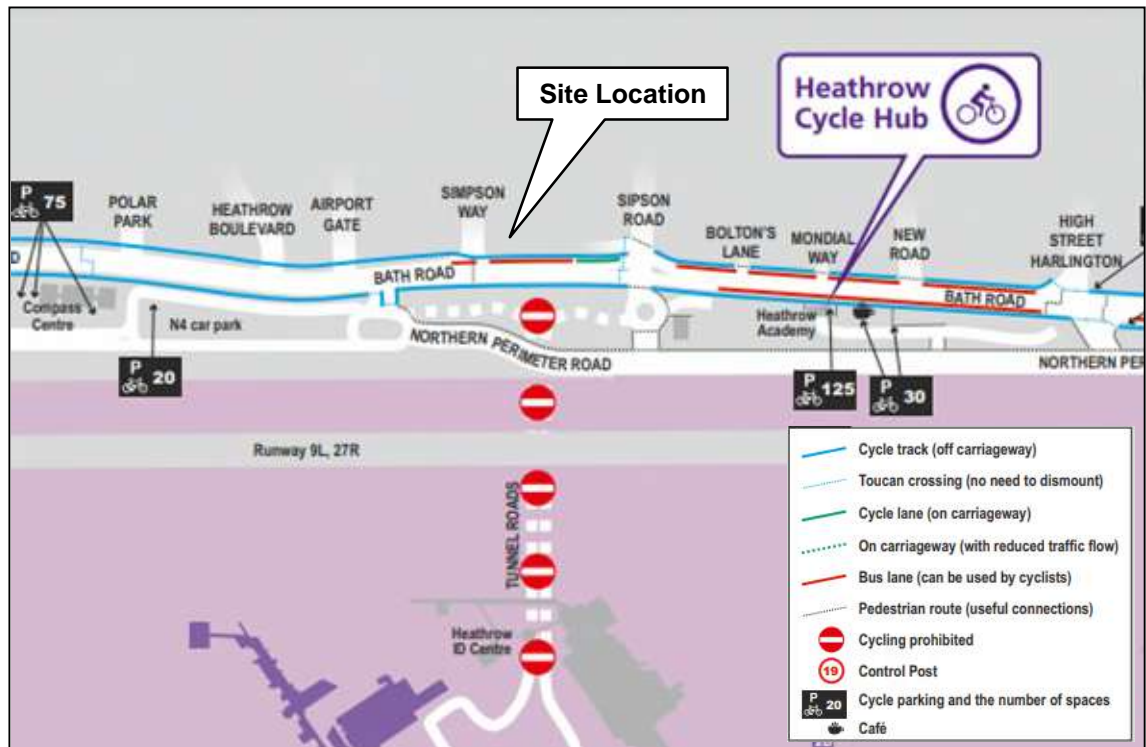 Site Location
Heathrow
Cycle Hub
P
75
POLAR
PARK
HEATHROW
BOULEVARD
AIRPORT
GATE
SIMPSON
WAY
SIPSON
ROAD
BOLTON'S
LANE
MONDIAL
WAY
NEW
ROAD
HIGH
STREET
HARLINGTON
D
BATH ROAD
BATH ROAD
Compass
Centre
N4 car park
Heathrow
Academy
NORTHERN PERIMETER ROAD
NORTHERN PER
P
20
P
125
P
30
Runway 9L, 27R
TUNNEL ROADS
Heathrow
ID Centre
Cycle track (off carriageway)
Toucan crossing (no need to dismount)
Cycle lane (on carriageway)
On carriageway (with reduced traffic flow)
Bus lane (can be used by cyclists)
Pedestrian route (useful connections)
Cycling prohibited
19 Control Post
P
20 Cycle parking and the number of spaces
Café